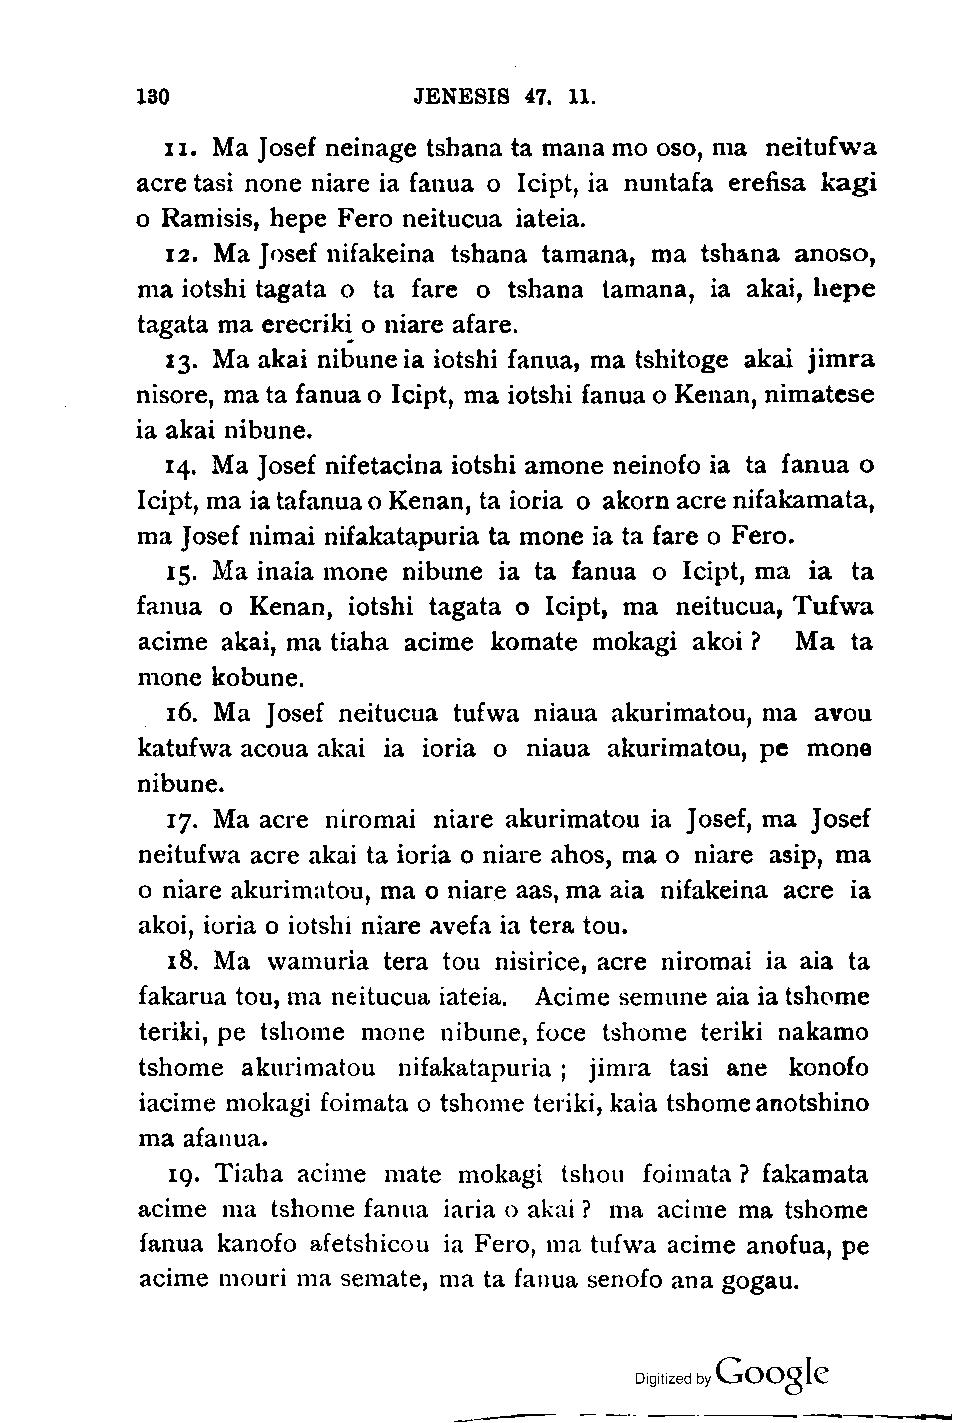 130 JENESIS 47. 11.
11. Ma Josef neinage tshana ta mana mo oso, ma neitufwa
acre tasi none niare ia fanua o Icipt, ia nuntafa erefisa kagi
o Ramisis, hepe Fero neitucua iateia.
12. Ma Josef nifakeina tshana tamana, ma tshana anoso,
ma iotshi tagata o ta fare o tshana tamana, ia akai, hepe
tagata ma erecriki o niare afare.
13. Ma akai nibune ia iotshi fanua, ma tshitoge akai jimra
nisore, ma ta fanua o Icipt, ma iotshi fanua o Kenan, nimatese
ia akai nibune.
14. Ma Josef nifetacina iotshi amone neinofo ia ta fanua o
Icipt, ma ia tafanua o Kenan, ta ioria o akorn acre nifakamata,
ma Josef nimai nifakatapuria ta mone ia ta fare o Fero.
15. Ma inaia mone nibune ia ta fanua o Icipt, ma ia ta
fanua o Kenan, iotshi tagata o Icipt, ma neitucua, Tufwa
acime akai, ma tiaha acime komate mokagi akoi ? Ma ta
mone kobune.
16. Ma Josef neitucua tufwa niaua akurimatou, ma avou
katufwa acoua akai ia ioria o niaua akurimatou, pe mone
nibune.
17. Ma acre niromai niare akurimatou ia Josef, ma Josef
neitufwa acre akai ta ioria o niare ahos, ma o niare asip, ma
o niare akurimatou, ma o niare aas, ma aia nifakeina acre ia
akoi, ioria o iotshi niare avefa ia tera tou.
18. Ma wamuria tera tou nisirice, acre niromai ia aia ta
fakarua tou, ma neitucua iateia. Acime semune aia ia tshome
teriki, pe tshome mone nibune, foce tshome teriki nakamo
tshome akurimatou nifakatapuria ; jimra tasi ane konofo
iacime mokagi foimata o tshome teriki, kaia tshome anotshino
ma afanua.
19. Tiaha acime mate mokagi tshou foimata ? fakamata
acime ma tshome fanua iaria o akai ? ma acime ma tshome
fanua kanofo afetshicou ia Fero, ma tufwa acime anofua, pe
acime mouri ma semate, ma ta fanua senofo ana gogau.
Digitized by Google